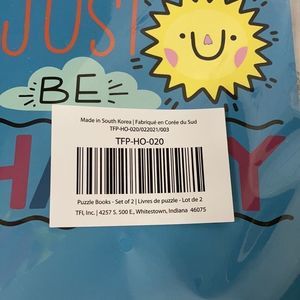 JUST
BE
HA Y
Made in South Korea | Fabriqué en Corée du Sud
TFP-HO-020/022021/003
TFP-HO-020
Puzzle Books - Set of 2 | Livres de puzzle - Lot de 2
TFL Inc. | 4257 S. 500 E., Whitestown, Indiana 46075